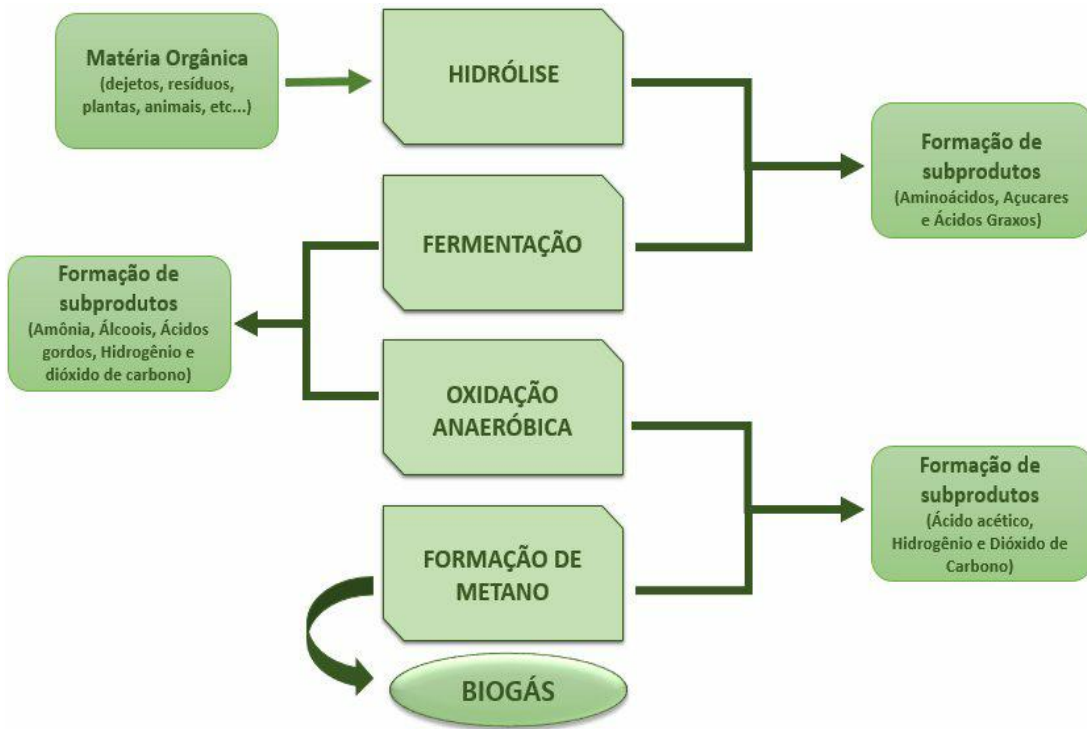 Matéria Orgânica
(dejetos, resíduos,
plantas, animais, etc...)
HIDRÓLISE
Formação de
subprodutos
(Aminoácidos, Açucares
e Ácidos Graxos)
FERMENTAÇÃO
Formação de
subprodutos
(Amônia, Álcoois, Ácidos
gordos, Hidrogênio e
dióxido de carbono)
OXIDAÇÃO
ANAERÓBICA
Formação de
subprodutos
(Ácido acético,
Hidrogênio e Dióxido de
Carbono)
FORMAÇÃO DE
METANO
BIOGÁS